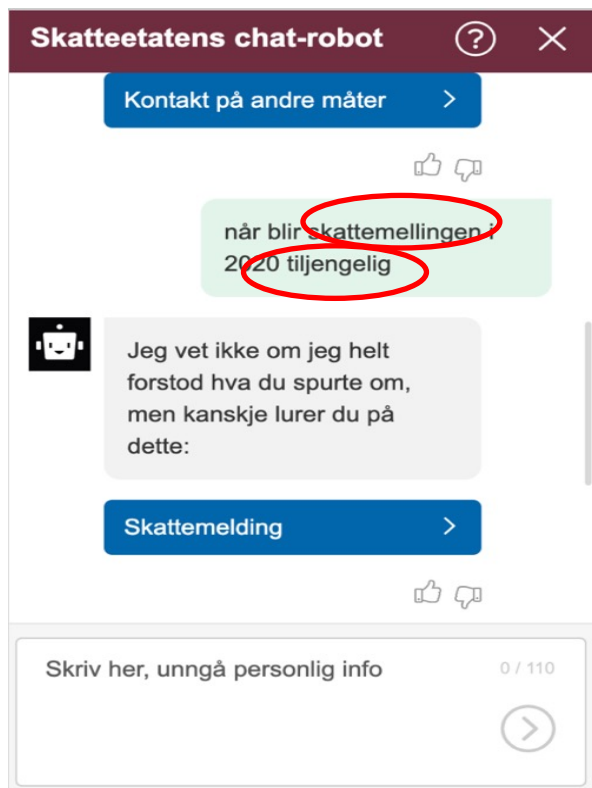 Skatteetatens chat-robot
Kontakt på andre måter
når blir skattemellingen i
2020 tiljengelig
Jeg vet ikke om jeg helt
forstod hva du spurte om,
men kanskje lurer du på
dette:
Skattemelding
Skriv her, unngå personlig info
0 / 110